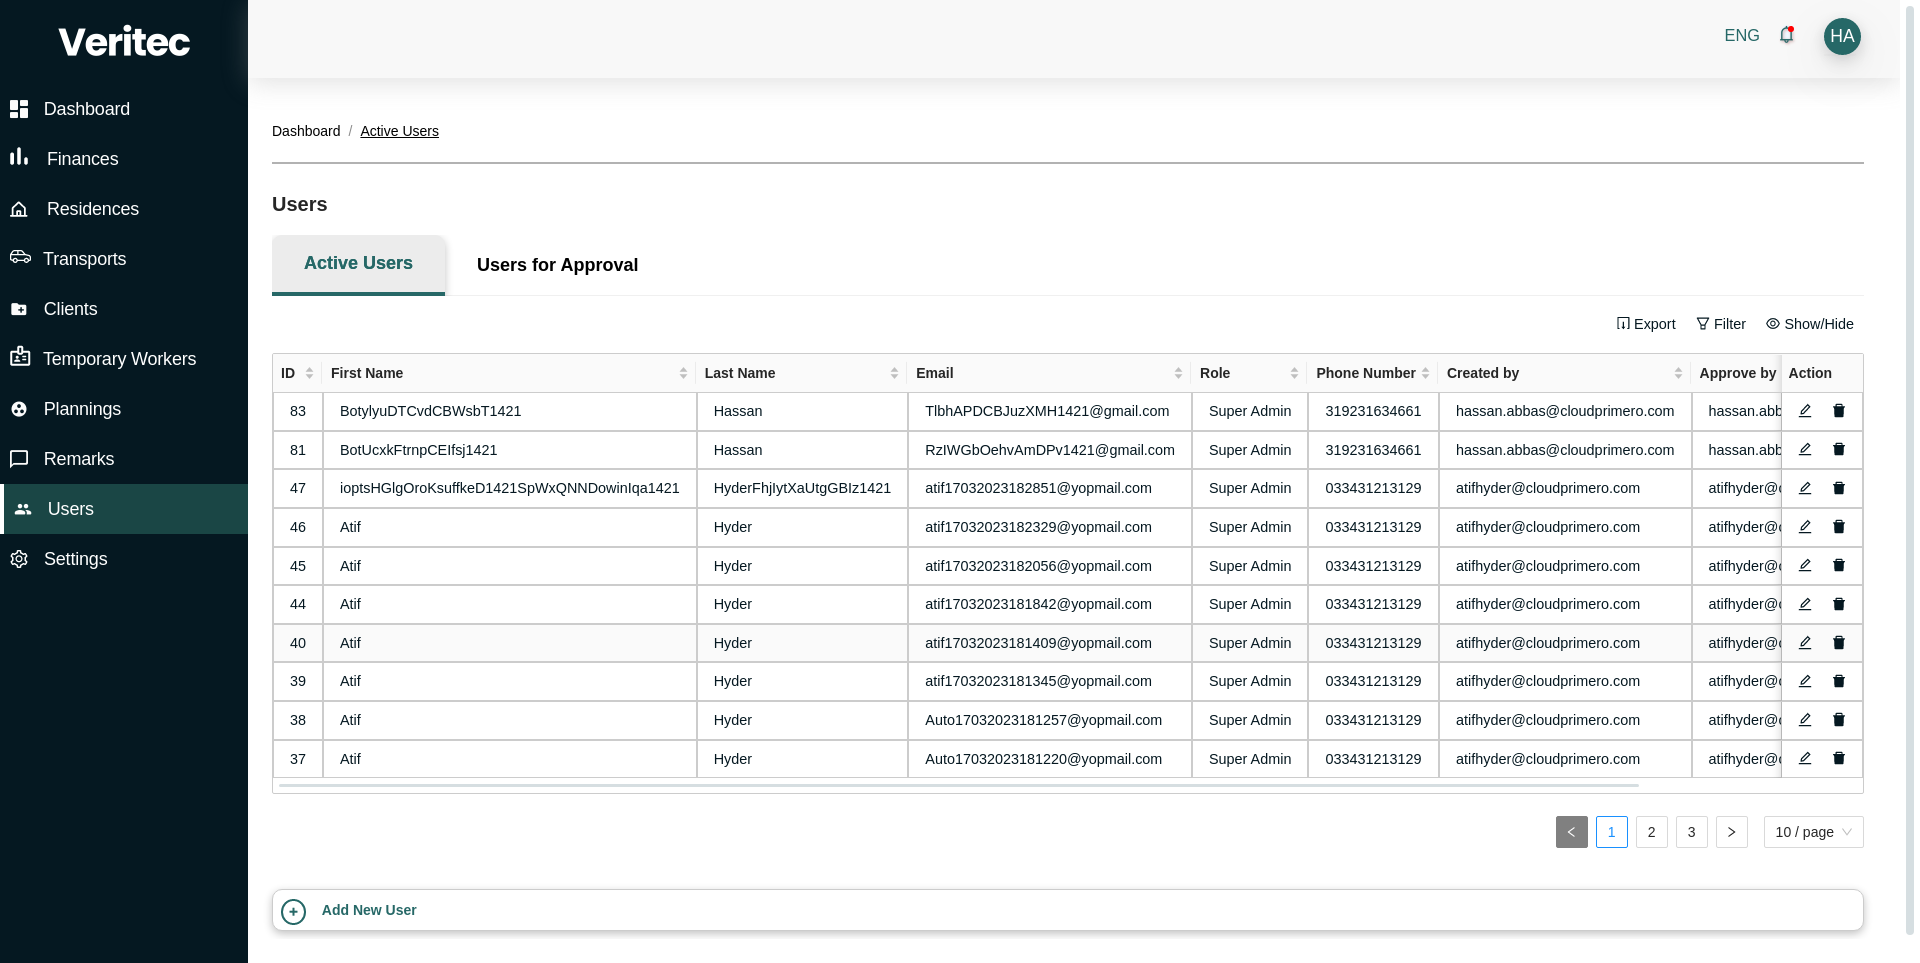 Veritec
ENG
HA
Dashboard
Finances
Residences
Transports
Clients
Temporary Workers
Plannings
Remarks
Users
Settings
Dashboard / Active Users
Users
Active Users Users for Approval
Export Filter Show/Hide
ID First Name Last Name Email Role Phone Number Created by Approve by Action
83 BotylyuDTCvdCBWsbT1421 Hassan TlbhAPDCBJuzXMH1421@gmail.com Super Admin 319231634661 hassan.abbas@cloudprimero.com hassan.abb
81 BotUcxkFtrnpCEIfsj1421 Hassan RzIWGbOehvAmDPv1421@gmail.com Super Admin 319231634661 hassan.abbas@cloudprimero.com hassan.abb
47 ioptsHGlgOroKsuffkeD1421SpWxQNNDowinIqa1421 HyderFhjIytXaUtgGBIz1421 atif17032023182851@yopmail.com Super Admin 033431213129 atifhyder@cloudprimero.com atifhyder@c
46 Atif Hyder atif17032023182329@yopmail.com Super Admin 033431213129 atifhyder@cloudprimero.com atifhyder@c
45 Atif Hyder atif17032023182056@yopmail.com Super Admin 033431213129 atifhyder@cloudprimero.com atifhyder@c
44 Atif Hyder atif17032023181842@yopmail.com Super Admin 033431213129 atifhyder@cloudprimero.com atifhyder@c
40 Atif Hyder atif17032023181409@yopmail.com Super Admin 033431213129 atifhyder@cloudprimero.com atifhyder@c
39 Atif Hyder atif17032023181345@yopmail.com Super Admin 033431213129 atifhyder@cloudprimero.com atifhyder@c
38 Atif Hyder Auto17032023181257@yopmail.com Super Admin 033431213129 atifhyder@cloudprimero.com atifhyder@c
37 Atif Hyder Auto17032023181220@yopmail.com Super Admin 033431213129 atifhyder@cloudprimero.com atifhyder@c
< 1 2 3 > 10 / page
Add New User